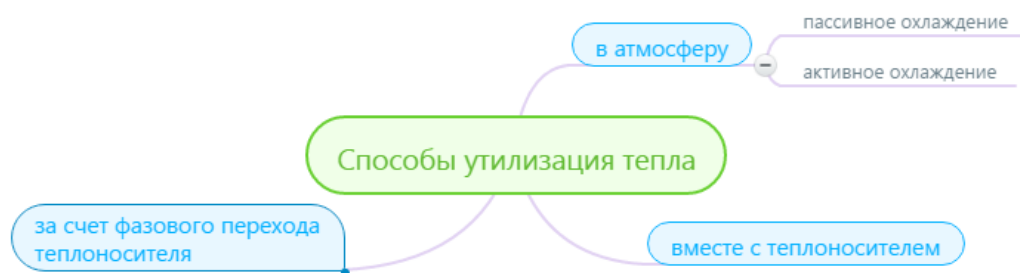 пассивное охлаждение
в атмосферу
активное охлаждение
Способы утилизация тепла
за счет фазового перехода
теплоносителя
вместе с теплоносителем